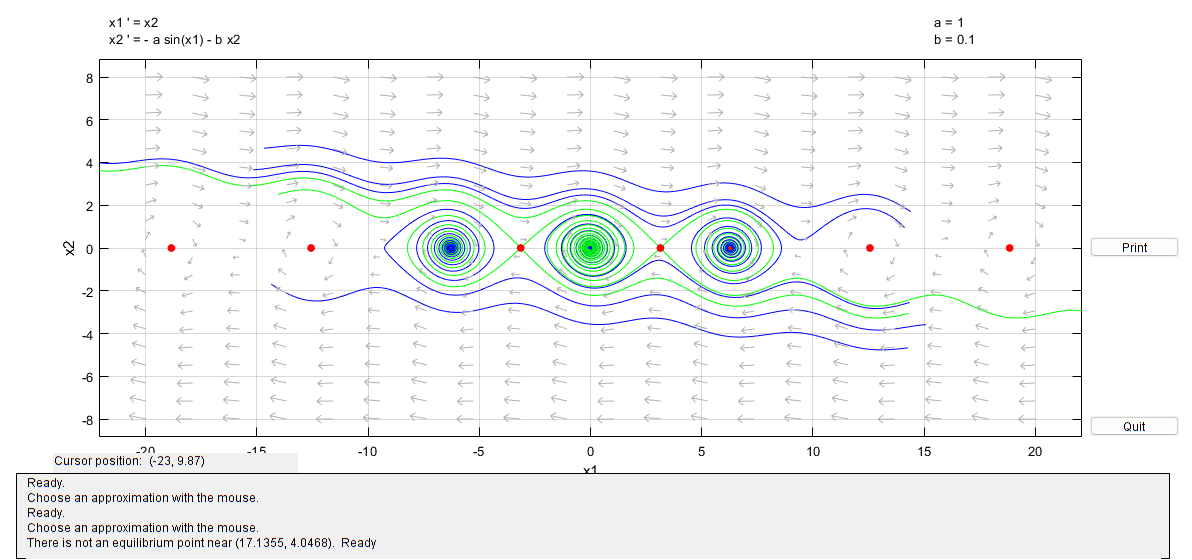 x1 ' = x2
x2 ' = - a sin(x1) - b x2
a = 1
b = 0.1
x2
8
6
4
2
0
-2
-4
-6
-8
-20
-15
-10
-5
0
5
10
15
20
x1
Print
Quit
Cursor position: (-23, 9.87)
Ready.
Choose an approximation with the mouse.
Ready.
Choose an approximation with the mouse.
There is not an equilibrium point near (17.1355, 4.0468). Ready